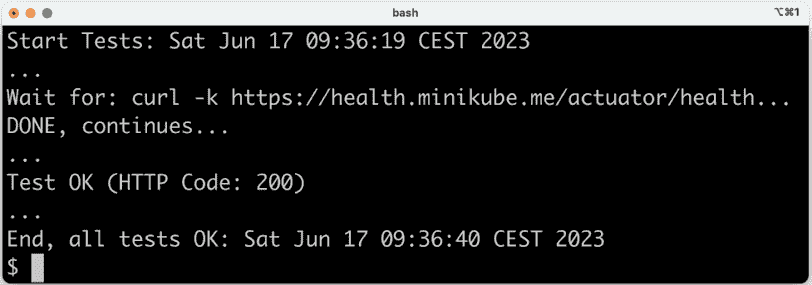 bash
⌥⌘1
Start Tests: Sat Jun 17 09:36:19 CEST 2023
...
Wait for: curl -k https://health.minikube.me/actuator/health...
DONE, continues...
...
Test OK (HTTP Code: 200)
...
End, all tests OK: Sat Jun 17 09:36:40 CEST 2023
$